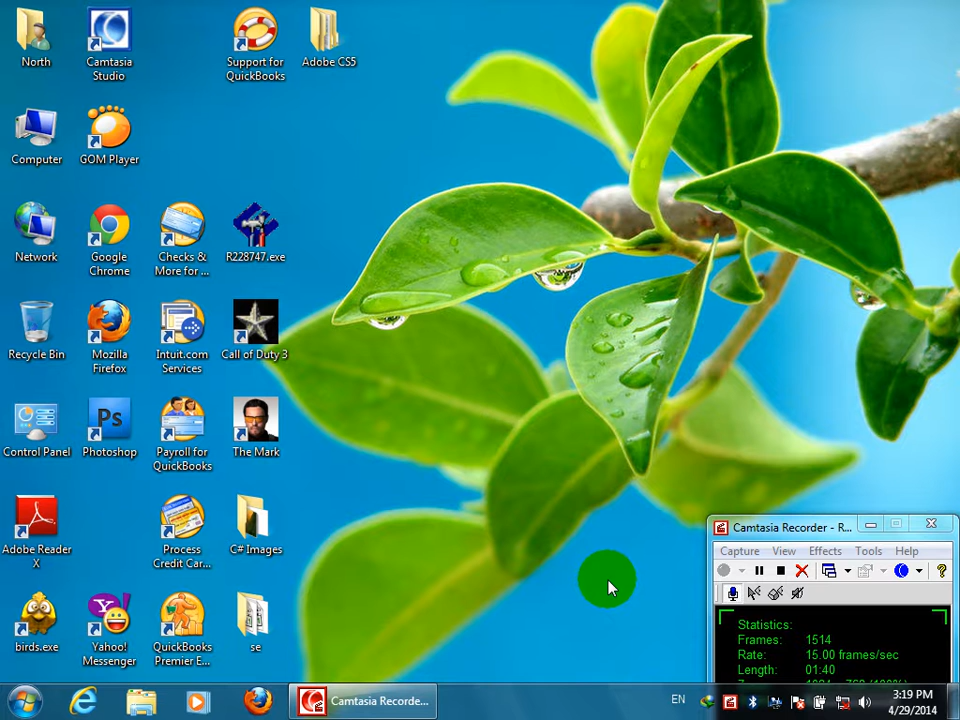 North
Camtasia
Studio
Support for
QuickBooks
Adobe CS5
Computer
GOM Player
Network
Google
Chrome
Checks &
More for ...
R228747.exe
Recycle Bin
Mozilla
Firefox
Intuit.com
Services
Call of Duty 3
Control Panel
Ps
Photoshop
Payroll for
QuickBooks
The Mark
Adobe Reader
X
Process
Credit Car...
C# Images
birds.exe
Yahoo!
Messenger
QuickBooks
Premier E...
se
Camtasia Recorder - R...
Capture View Effects Tools Help
Statistics:
Frames: 1514
Rate: 15.00 frames/sec
Length: 01:40
Camtasia Recorde...
EN
3:19 PM
4/29/2014